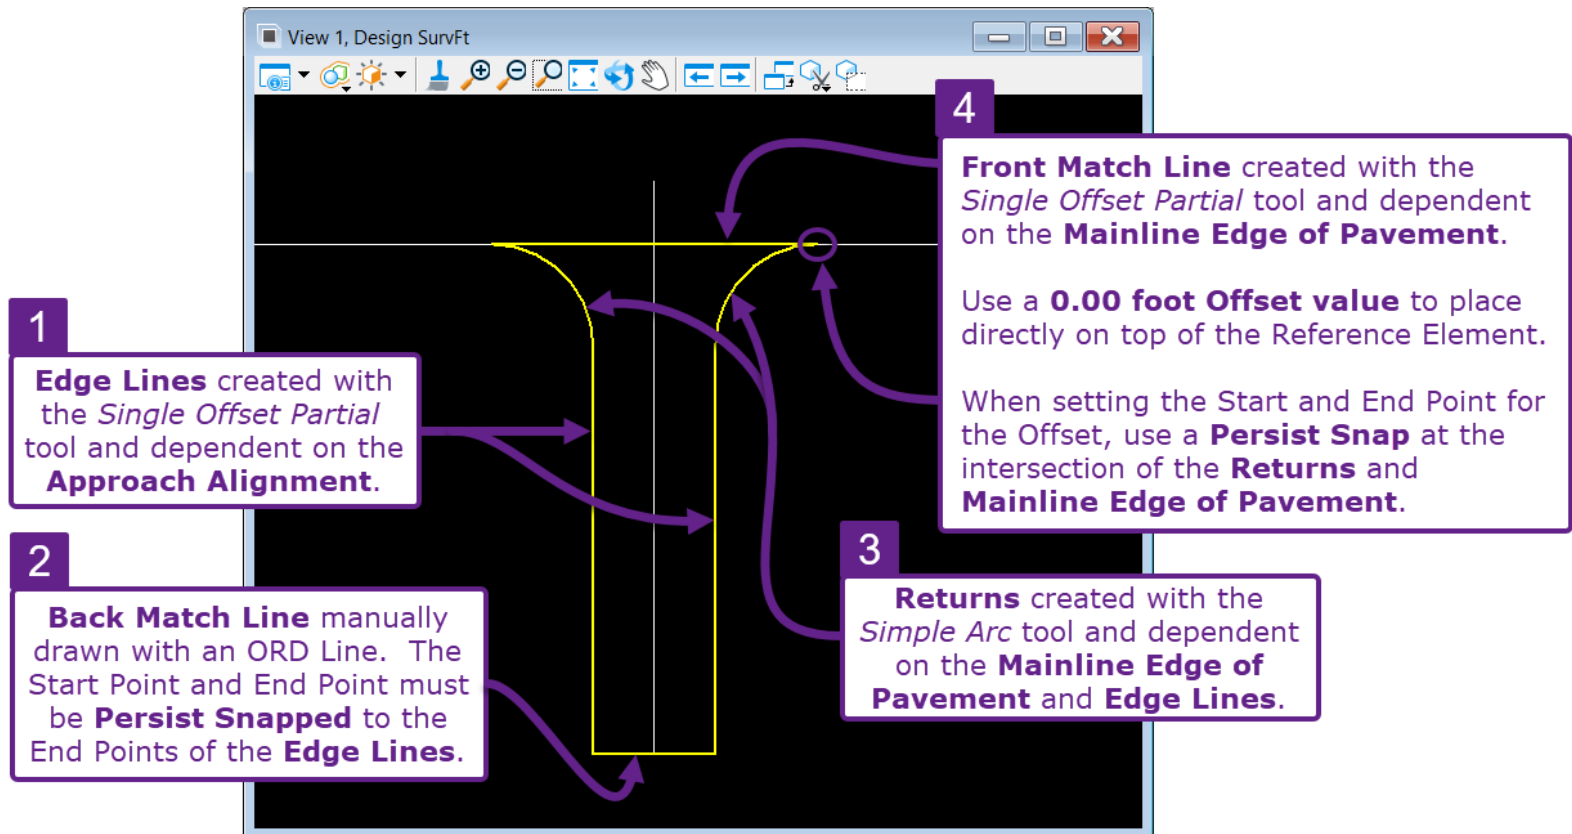 View 1, Design SurvFt
4
Front Match Line created with the
Single Offset Partial tool and dependent
on the Mainline Edge of Pavement.
Use a 0.00 foot Offset value to place
directly on top of the Reference Element.
When setting the Start and End Point for
the Offset, use a Persist Snap at the
intersection of the Returns and
Mainline Edge of Pavement.
1
Edge Lines created with
the Single Offset Partial
tool and dependent on the
Approach Alignment.
2
Back Match Line manually
drawn with an ORD Line. The
Start Point and End Point must
be Persist Snapped to the
End Points of the Edge Lines.
3
Returns created with the
Simple Arc tool and dependent
on the Mainline Edge of
Pavement and Edge Lines.